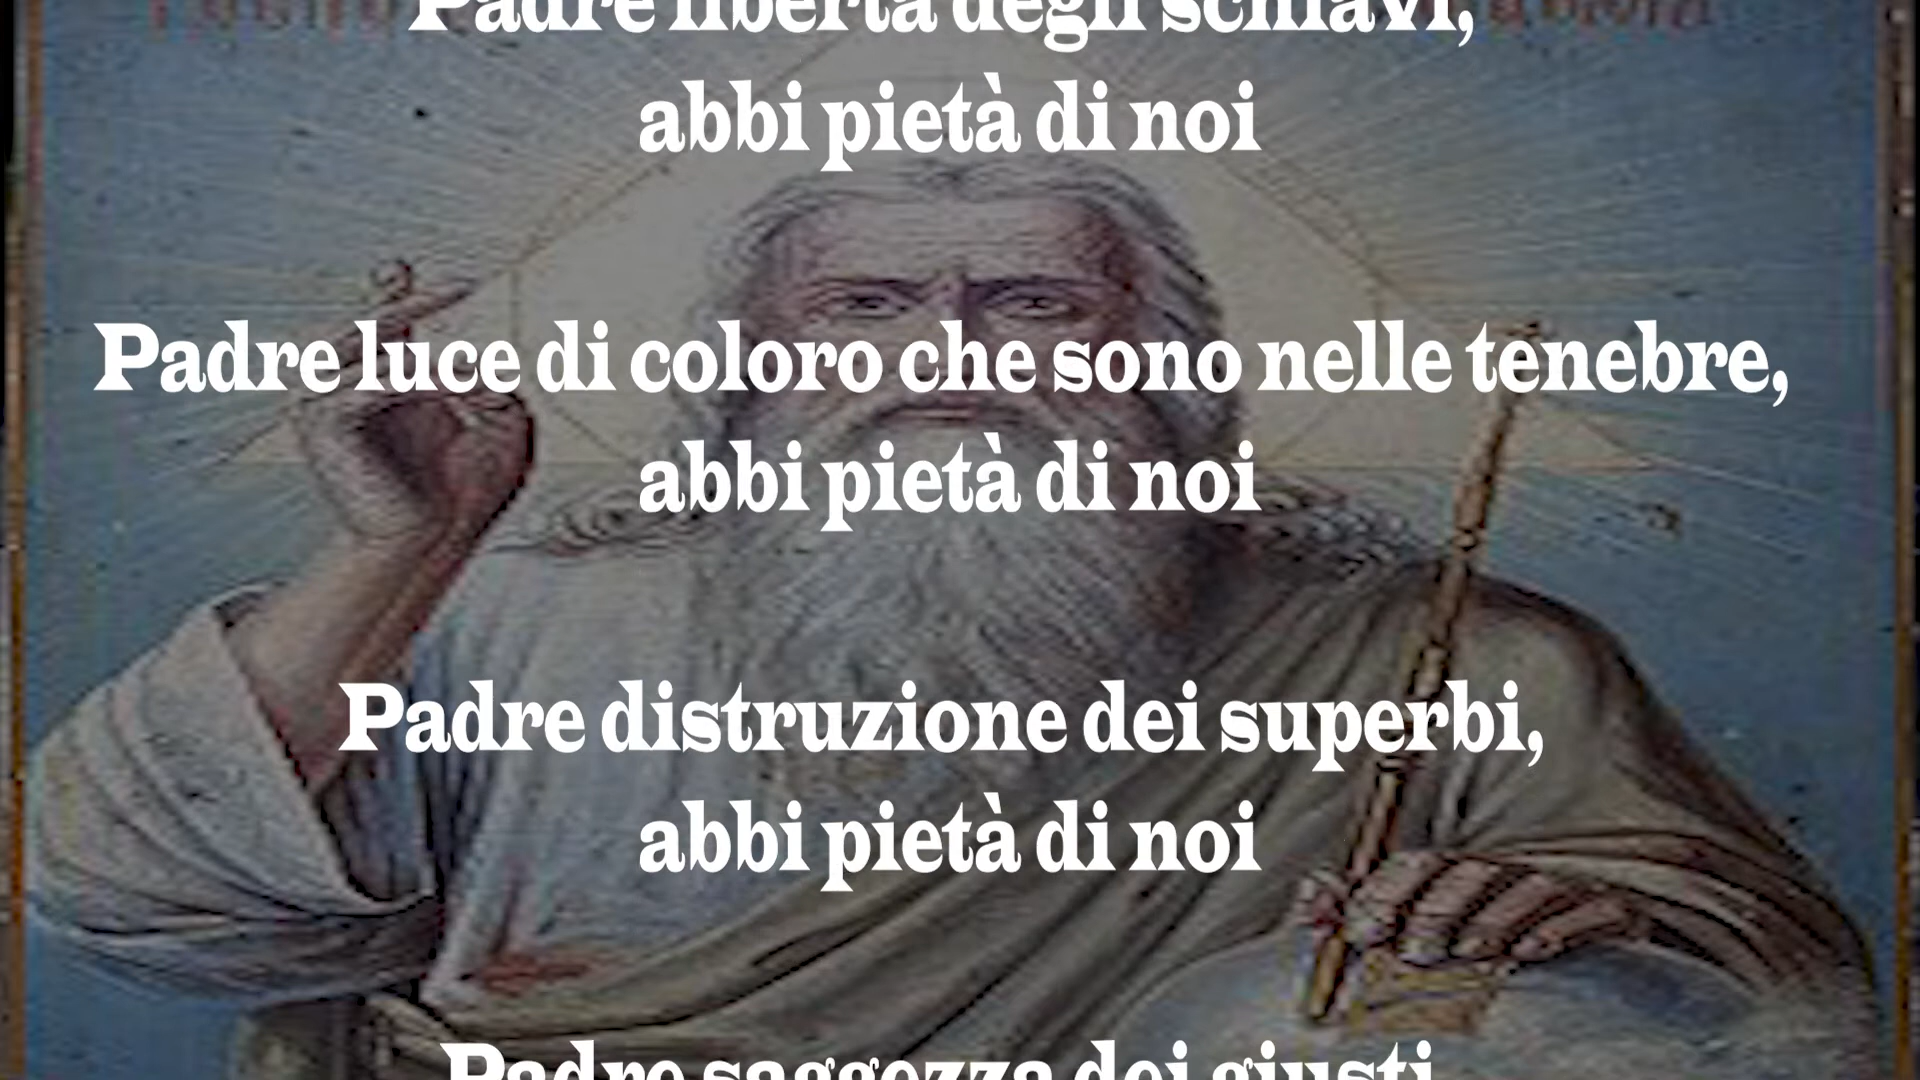 Padre libertà degli schiavi,
abbi pietà di noi
Padre luce di coloro che sono nelle tenebre,
abbi pietà di noi
Padre distruzione dei superbi,
abbi pietà di noi
Padre saggezza dei giusti